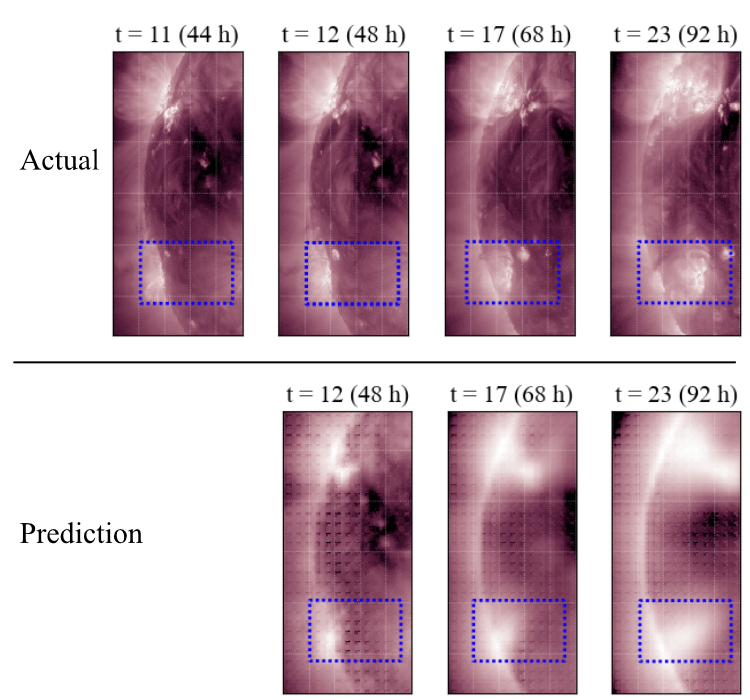 t = 11 (44 h) t = 12 (48 h) t = 17 (68 h) t = 23 (92 h)
Actual
t = 12 (48 h) t = 17 (68 h) t = 23 (92 h)
Prediction